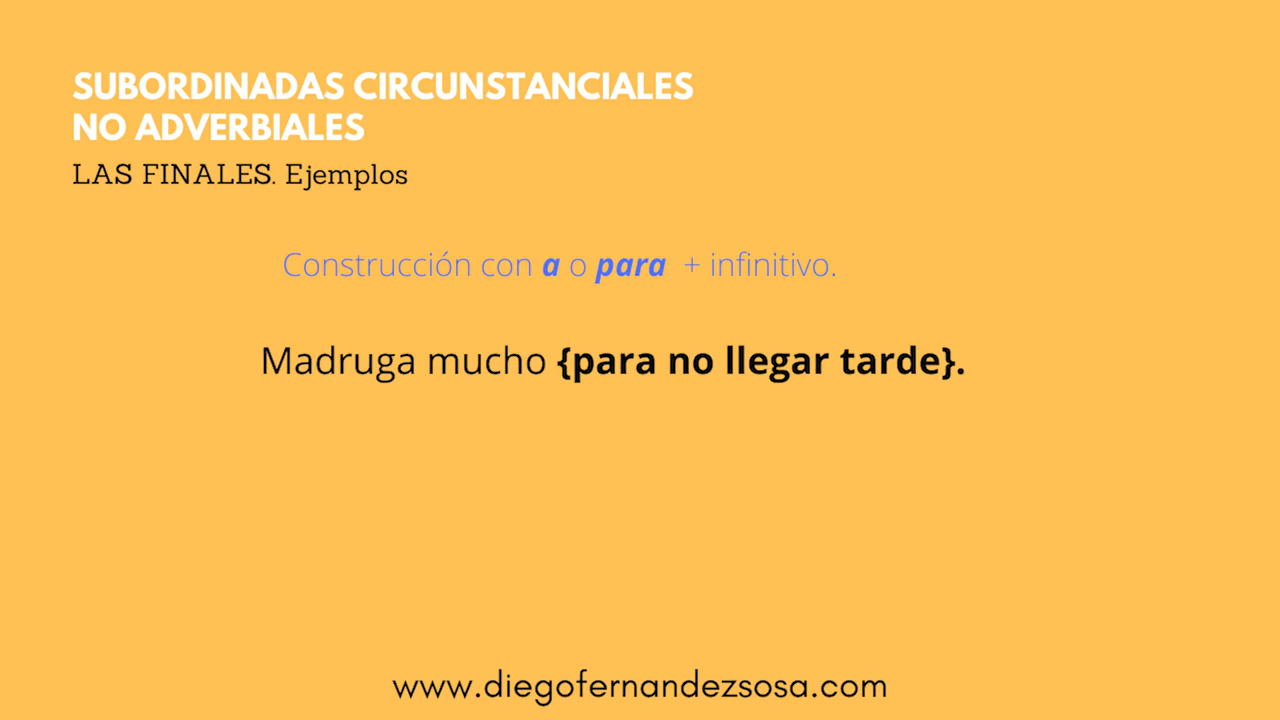 SUBORDINADAS CIRCUNSTANCIALES
NO ADVERBIALES
LAS FINALES. Ejemplos
Construcción con a o para + infinitivo.
Madruga mucho {para no llegar tarde}.
www.diegofernandezsosa.com